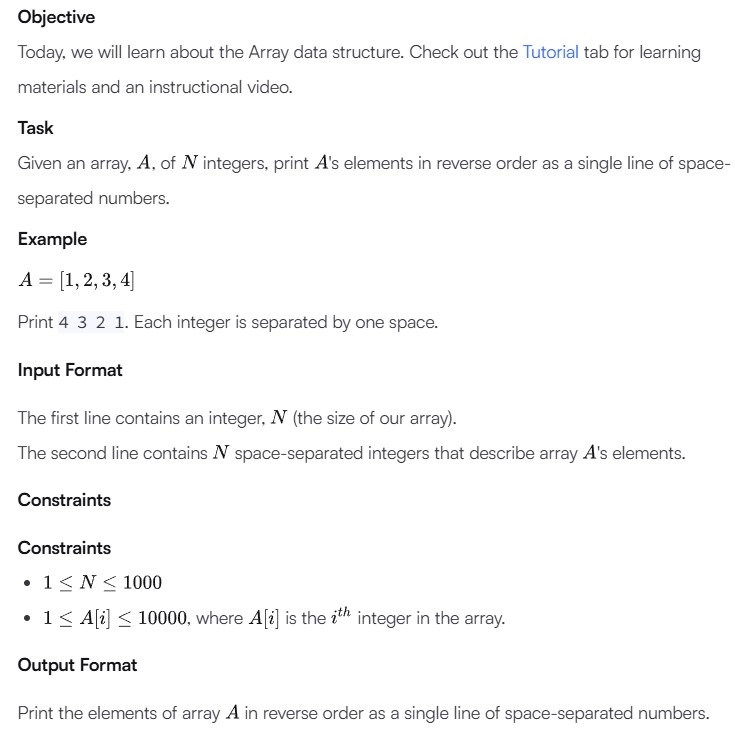 Objective
Today, we will learn about the Array data structure. Check out the Tutorial tab for learning
materials and an instructional video.
Task
Given an array, A, of N integers, print A's elements in reverse order as a single line of space-
separated numbers.
Example
A = [1, 2, 3, 4]
Print 4 3 2 1. Each integer is separated by one space.
Input Format
The first line contains an integer, N (the size of our array).
The second line contains N space-separated integers that describe array A's elements.
Constraints
Constraints
• 1 ≤ N ≤ 1000
• 1 ≤ A[i] ≤ 10000, where A[i] is the i^th integer in the array.
Output Format
Print the elements of array A in reverse order as a single line of space-separated numbers.